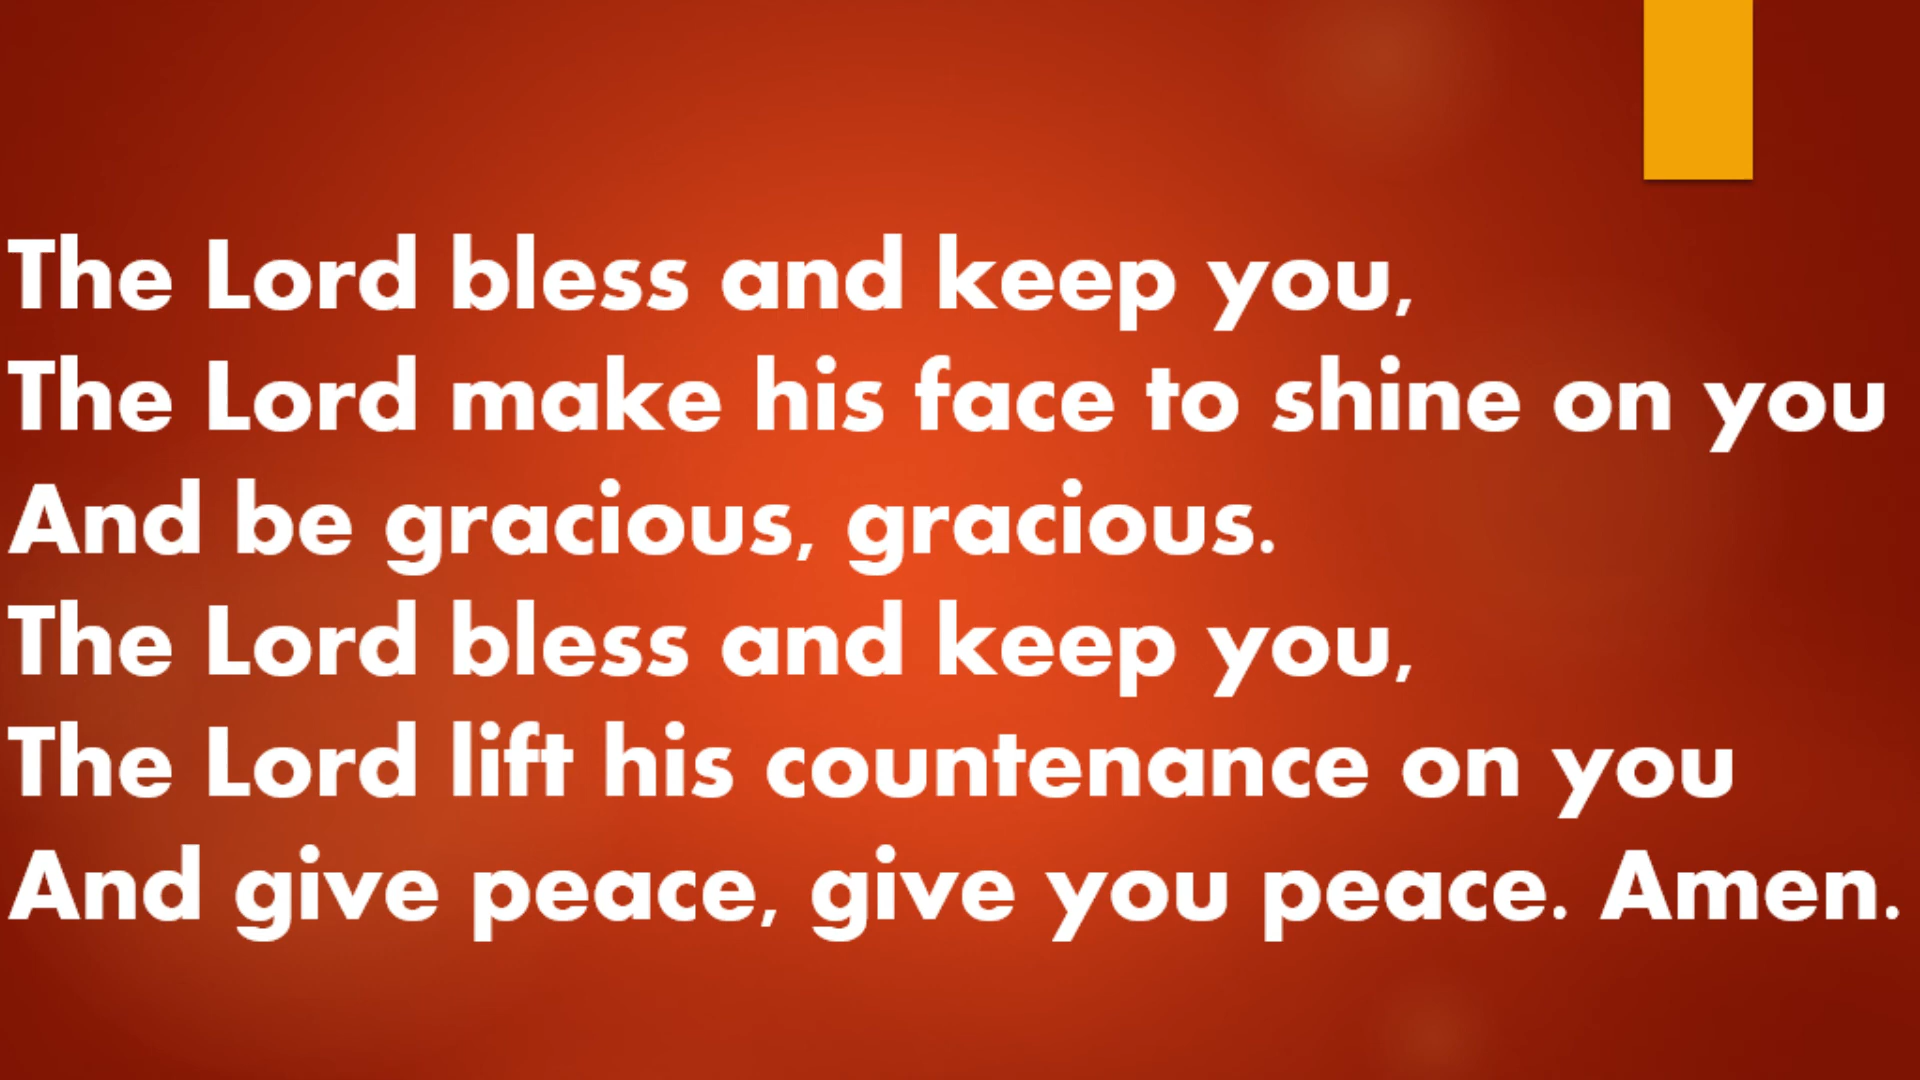 The Lord bless and keep you,
The Lord make his face to shine on you
And be gracious, gracious.
The Lord bless and keep you,
The Lord lift his countenance on you
And give peace, give you peace. Amen.